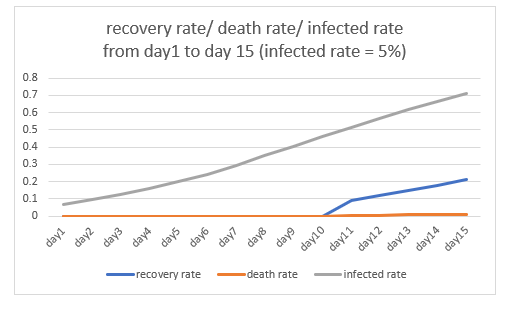 recovery rate/ death rate/ infected rate
from day1 to day 15 (infected rate = 5%)
0.8
0.7
0.6
0.5
0.4
0.3
0.2
0.1
0
day1 day2 day3 day4 day5 day6 day7 day8 day9 day10 day11 day12 day13 day14 day15
recovery rate death rate infected rate